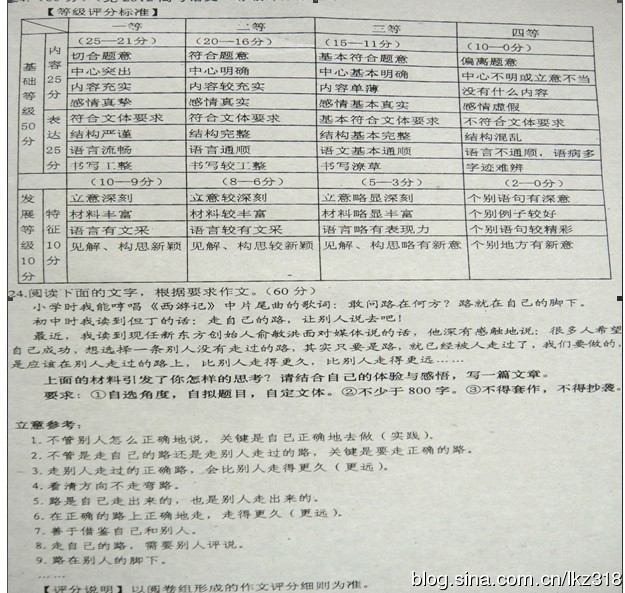 【等级评分标准】
一等 二等 三等 四等
基础等级50分
内容25分
(25—21分) (20—16分) (15—11分) (10—0分)
切合题意 符合题意 基本符合题意 偏离题意
中心突出 中心明确 中心基本明确 中心不明或立意不当
内容充实 内容较充实 内容单薄 没有什么内容
感情真挚 感情真实 感情基本真实 感情虚假
表达25分
符合文体要求 符合文体要求 基本符合文体要求 不符合文体要求
结构严谨 结构完整 结构基本完整 结构混乱
语言流畅 语言通顺 语文基本通顺 语言不通顺，语病多
书写工整 书写较工整 书写潦草 字迹难辨
发展等级10分
特征10分
(10—9分) (8—6分) (5—3分) (2—0分)
立意深刻 立意较深刻 立意略显深刻 个别语句有深意
材料丰富 材料较丰富 材料略显丰富 个别例子较好
语言有文采 语言较有文采 语言略有表现力 个别语句较精彩
见解、构思新颖 见解、构思较新颖 见解、构思略有新意 个别地方有新意
24.阅读下面的文字，根据要求作文。(60分)
小学时我能哼唱《西游记》中片尾曲的歌词：敢问路在何方？路就在自己的脚下。
初中时我读到但丁的话：走自己的路，让别人说去吧！
最近，我读到现任新东方创始人俞敏洪面对媒体说的话，他深有感触地说：很多人希望
自己成功，想选择一条别人没有走过的路，其实只要是路，就已经被人走过了，我们要做的，
是应该在别人走过的路上，比别人走得更久，比别人走得更远……
上面的材料引发了你怎样的思考？请结合自己的体验与感悟，写一篇文章。
要求：①自选角度，自拟题目，自定文体。②不少于800字。③不得套作，不得抄袭。
立意参考：
1. 不管别人怎么正确地说，关键是自己正确地去做（实践）。
2. 不管是走自己的路还是走别人走过的路，关键是要走正确的路。
3. 走别人走过的正确路，会比别人走得更久（更远）。
4. 看清方向不走弯路。
5. 路是自己走出来的，也是别人走出来的。
6. 在正确的路上正确地走，走得更久（更远）。
7. 善于借鉴自己和别人。
8. 走自己的路，需要别人评说。
9. 路在别人的脚下。
……
【评分说明】以阅卷组形成的作文评分细则为准。
blog.sina.com.cn/lkz318